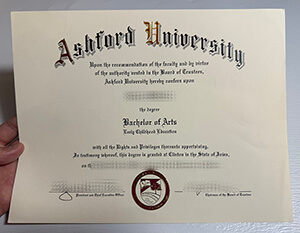 Ashford University
Upon the recommendation of the faculty and by virtue
of the authority vested in the Board of Trustees,
Ashford University hereby confers upon
the degree
Bachelor of Arts
Early Childhood Education
with all the Rights and Privileges thereunto appertaining.
In testimony whereof, this degree is granted at Clinton in the State of Iowa,
on th
President and Chief Executive Officer
Chairman of the Board of Trustees